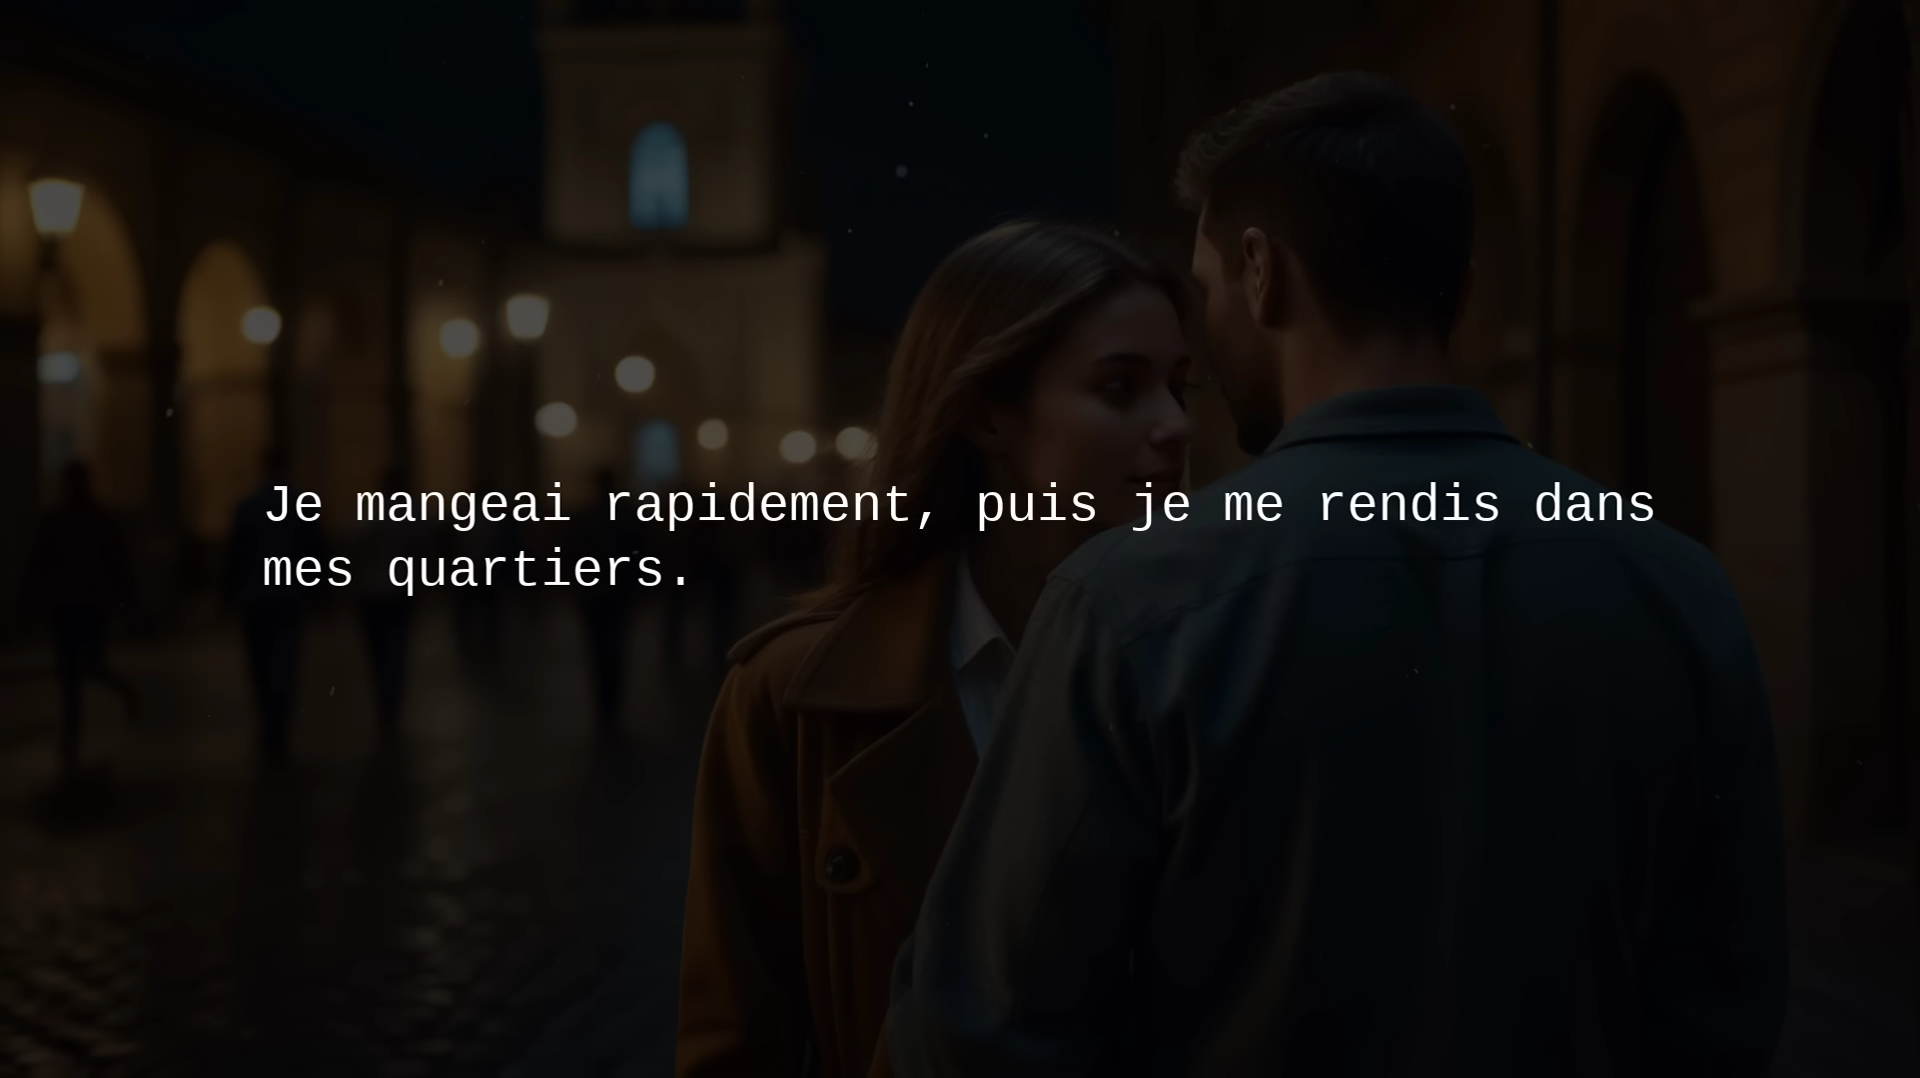 Je mangeai rapidement, puis je me rendis dans
mes quartiers.